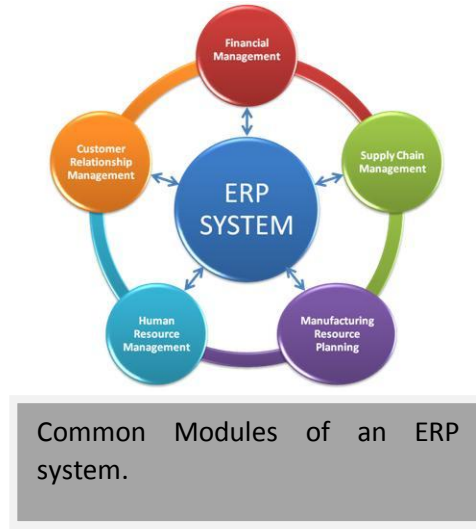 Financial
Management
Customer
Relationship
Management
Supply Chain
Management
ERP
SYSTEM
Human
Resource
Management
Manufacturing
Resource
Planning
Common Modules of an ERP
system.